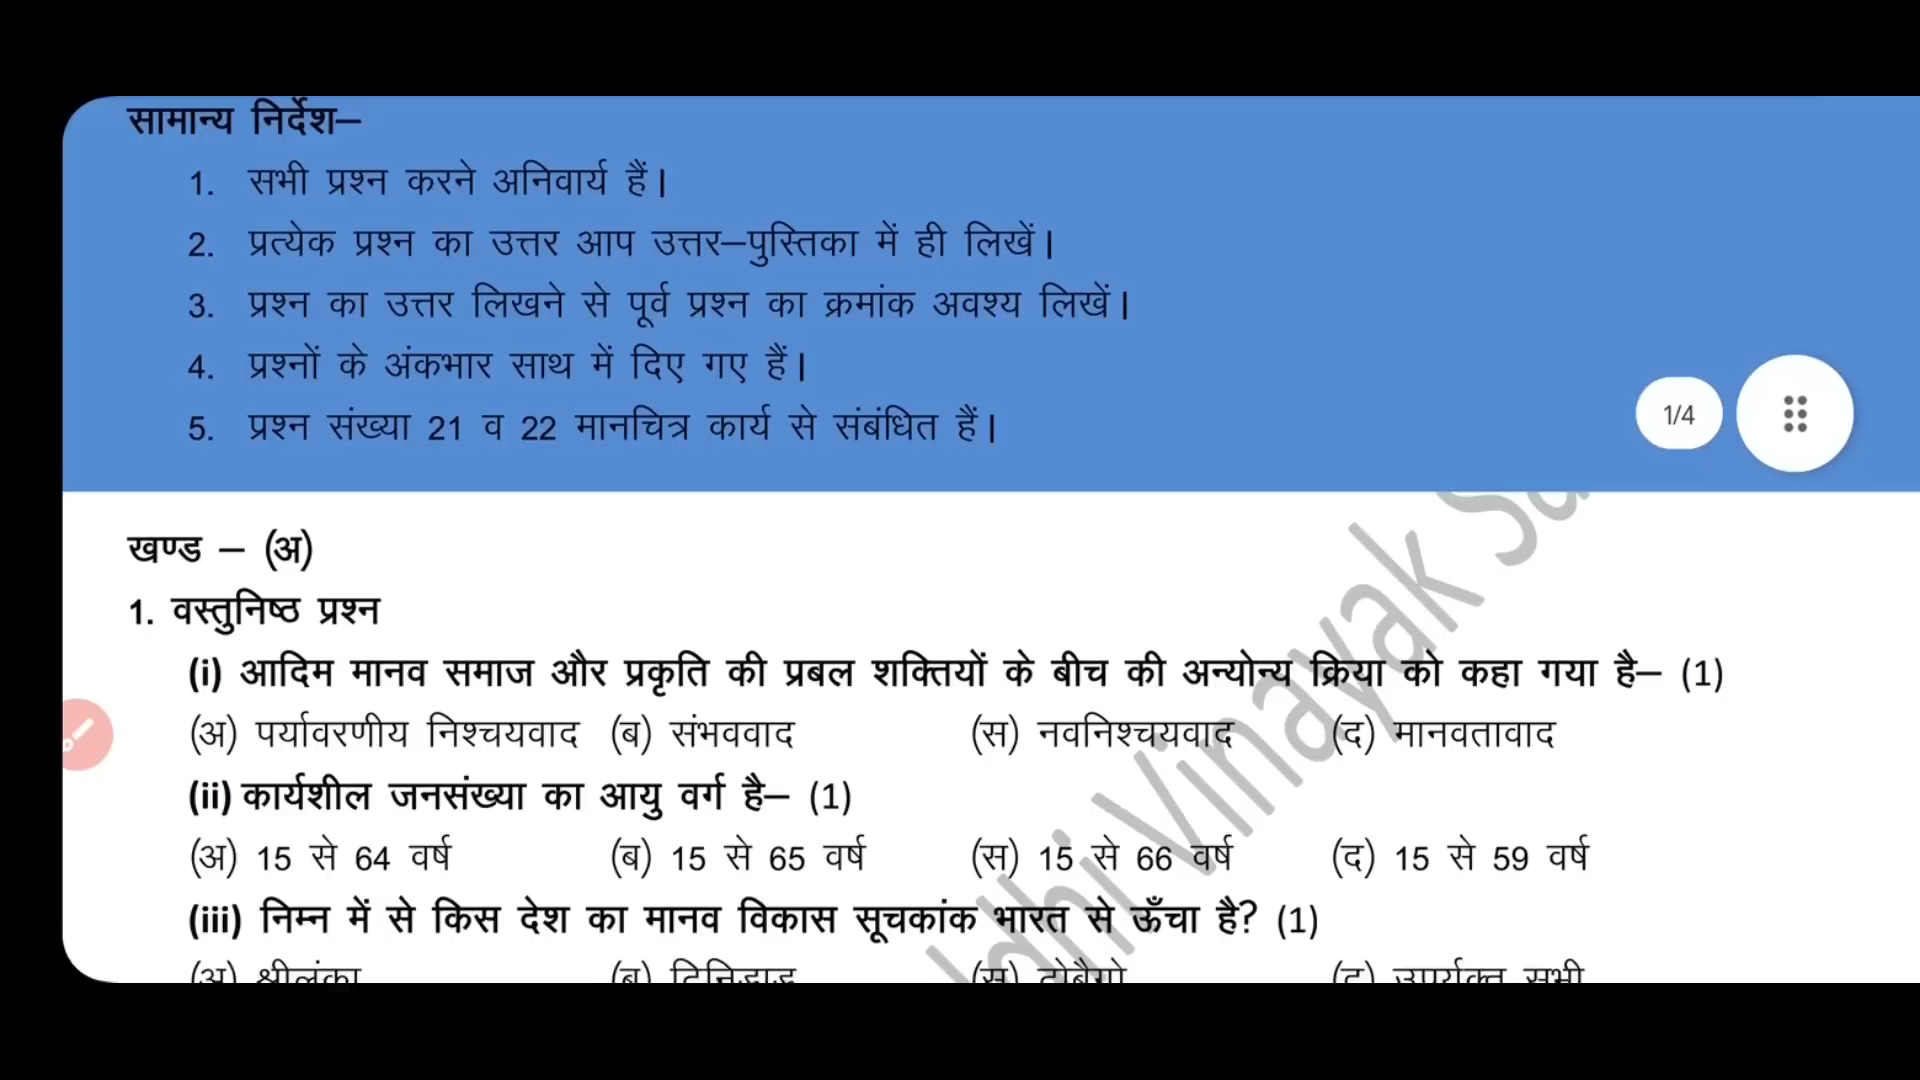 सामान्य निर्देश–
1. सभी प्रश्न करने अनिवार्य हैं।
2. प्रत्येक प्रश्न का उत्तर आप उत्तर–पुस्तिका में ही लिखें।
3. प्रश्न का उत्तर लिखने से पूर्व प्रश्न का क्रमांक अवश्य लिखें।
4. प्रश्नों के अंकभार साथ में दिए गए हैं।
5. प्रश्न संख्या 21 व 22 मानचित्र कार्य से संबंधित हैं।
1/4
खण्ड – (अ)
1. वस्तुनिष्ठ प्रश्न
(i) आदिम मानव समाज और प्रकृति की प्रबल शक्तियों के बीच की अन्योन्य क्रिया को कहा गया है– (1)
(अ) पर्यावरणीय निश्चयवाद (ब) संभववाद (स) नवनिश्चयवाद (द) मानवतावाद
(ii) कार्यशील जनसंख्या का आयु वर्ग है– (1)
(अ) 15 से 64 वर्ष (ब) 15 से 65 वर्ष (स) 15 से 66 वर्ष (द) 15 से 59 वर्ष
(iii) निम्न में से किस देश का मानव विकास सूचकांक भारत से ऊँचा है? (1)
(अ) श्रीलंका (ब) ट्रिनिडाड (स) टोबैगो (द) उपर्युक्त सभी
Vinayak